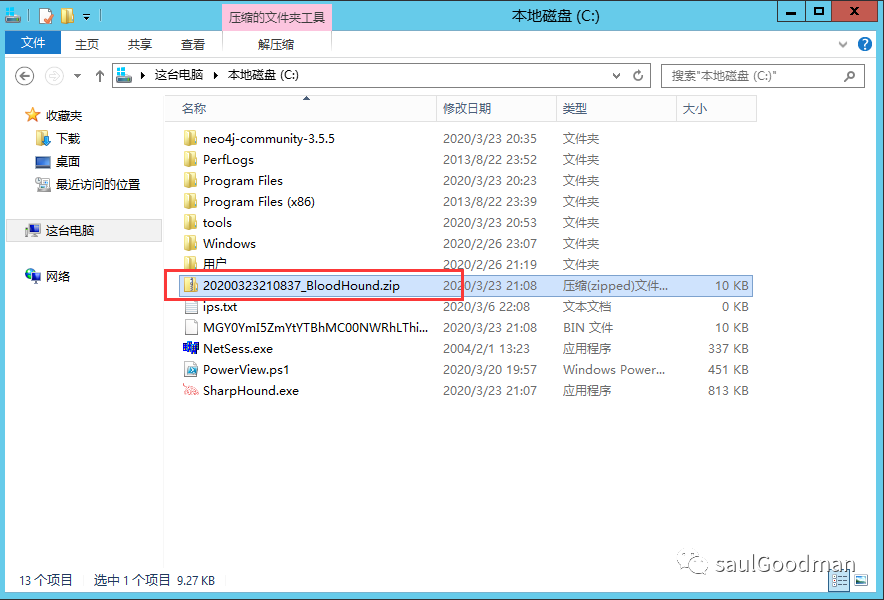 压缩的文件夹工具
本地磁盘 (C:)
文件 主页 共享 查看 解压缩
这台电脑 本地磁盘 (C:) 搜索"本地磁盘 (C:)"
收藏夹
下载
桌面
最近访问的位置
这台电脑
网络
名称 修改日期 类型 大小
neo4j-community-3.5.5 2020/3/23 20:35 文件夹
PerfLogs 2013/8/22 23:52 文件夹
Program Files 2020/3/23 20:23 文件夹
Program Files (x86) 2013/8/22 23:39 文件夹
tools 2020/3/23 20:53 文件夹
Windows 2020/2/26 23:07 文件夹
用户 2020/2/26 21:19 文件夹
20200323210837_BloodHound.zip 2020/3/23 21:08 压缩(zipped)文件... 10 KB
ips.txt 2020/3/6 22:08 文本文档 0 KB
MGY0YmI5ZmYtYTBhMC00NWRhLThi... 2020/3/23 21:08 BIN 文件 10 KB
NetSess.exe 2004/2/1 13:23 应用程序 337 KB
PowerView.ps1 2020/3/20 19:57 Windows Power... 451 KB
SharpHound.exe 2020/3/23 21:07 应用程序 813 KB
13 个项目 选中 1 个项目 9.27 KB
saulGoodman